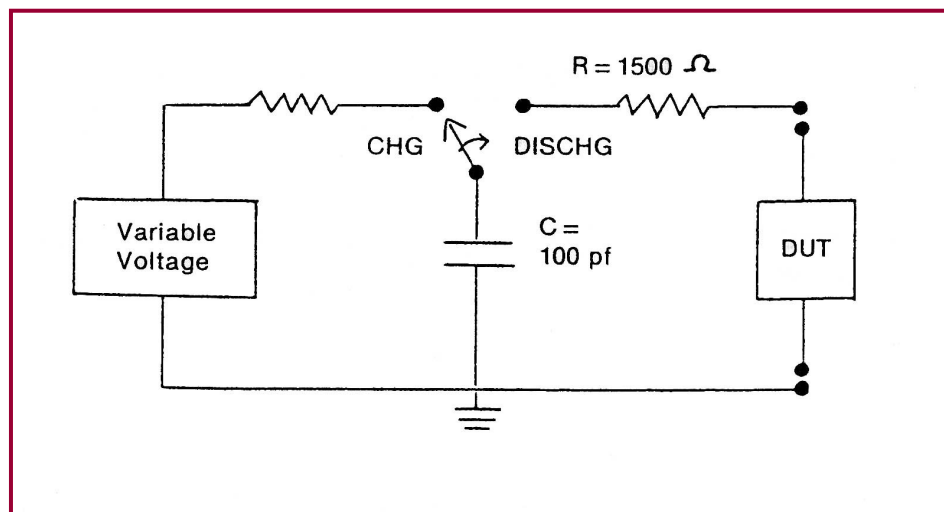 R = 1500 Ω
CHG
DISCHG
Variable
Voltage
C =
100 pf
DUT